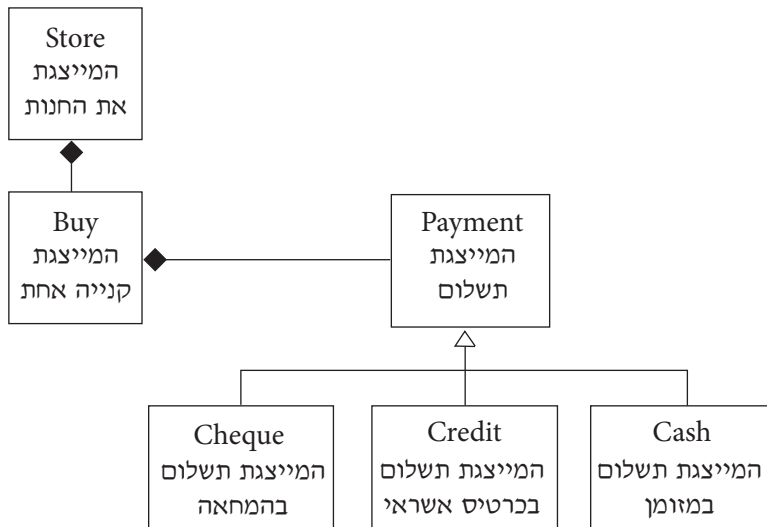 Store
המייצגת
את החנות
Buy
המייצגת
קנייה אחת
Payment
המייצגת
תשלום
Cheque
המייצגת תשלום
בהמחאה
Credit
המייצגת תשלום
בכרטיס אשראי
Cash
המייצגת תשלום
במזומן